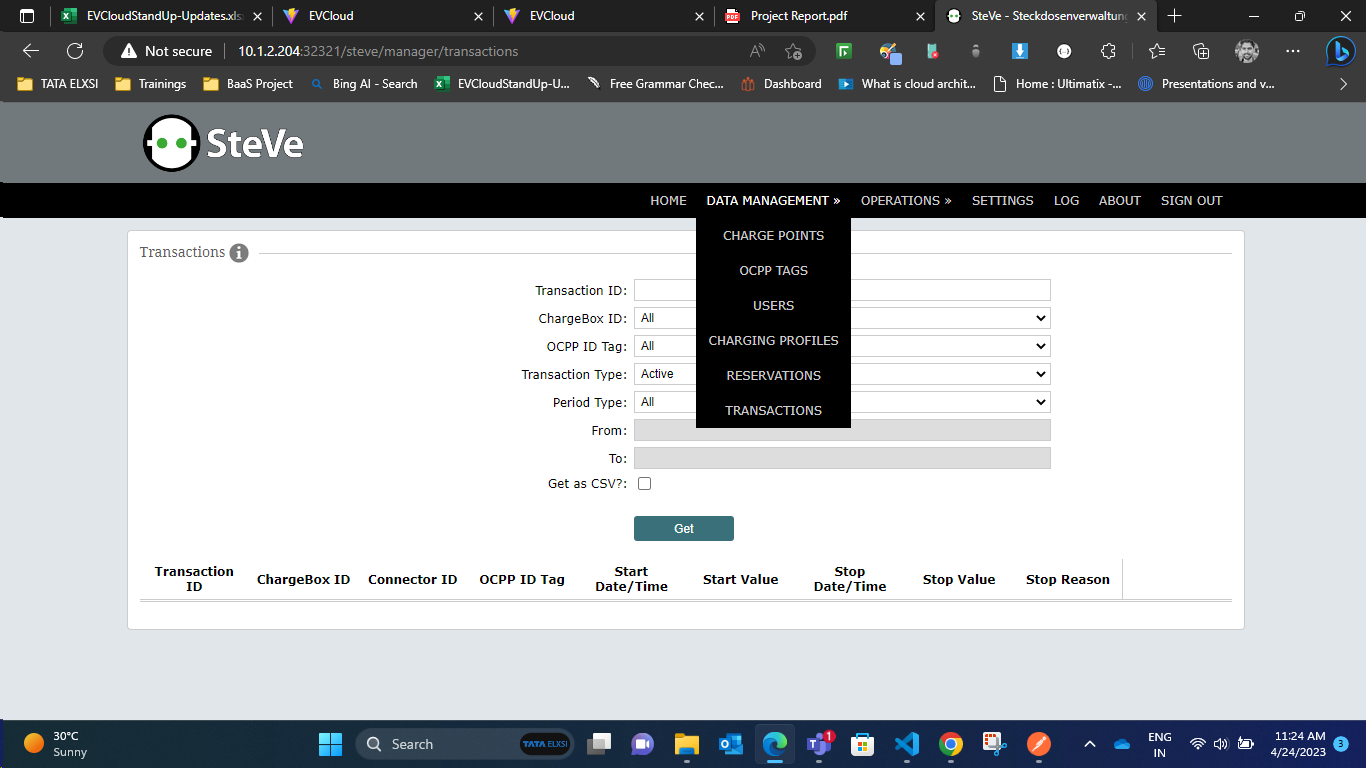 EVCloudStandUp-Updates.xls
EVCloud
EVCloud
Project Report.pdf
SteVe - Steckdosenverwaltung
Not secure
10.1.2.204:32321/steve/manager/transactions
TATA ELXSI
Trainings
BaaS Project
Bing AI - Search
EVCloudStandUp-U...
Free Grammar Chec...
Dashboard
What is cloud archit...
Home : Ultimatix -...
Presentations and v...
SteVe
HOME
DATA MANAGEMENT »
OPERATIONS »
SETTINGS
LOG
ABOUT
SIGN OUT
CHARGE POINTS
OCPP TAGS
USERS
CHARGING PROFILES
RESERVATIONS
TRANSACTIONS
Transactions
Transaction ID:
ChargeBox ID: All
OCPP ID Tag: All
Transaction Type: Active
Period Type: All
From:
To:
Get as CSV?:
Get
Transaction ID
ChargeBox ID
Connector ID
OCPP ID Tag
Start Date/Time
Start Value
Stop Date/Time
Stop Value
Stop Reason
30°C
Sunny
Search
TATA ELXSI
1
ENG
IN
11:24 AM
4/24/2023
3